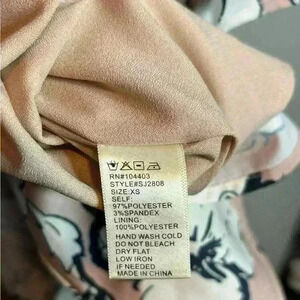 RN#104403
STYLE#SJ2808
SIZE:XS
SELF:
97%POLYESTER
3%SPANDEX
LINING:
100%POLYESTER
HAND WASH COLD
DO NOT BLEACH
DRY FLAT
LOW IRON
IF NEEDED
MADE IN CHINA